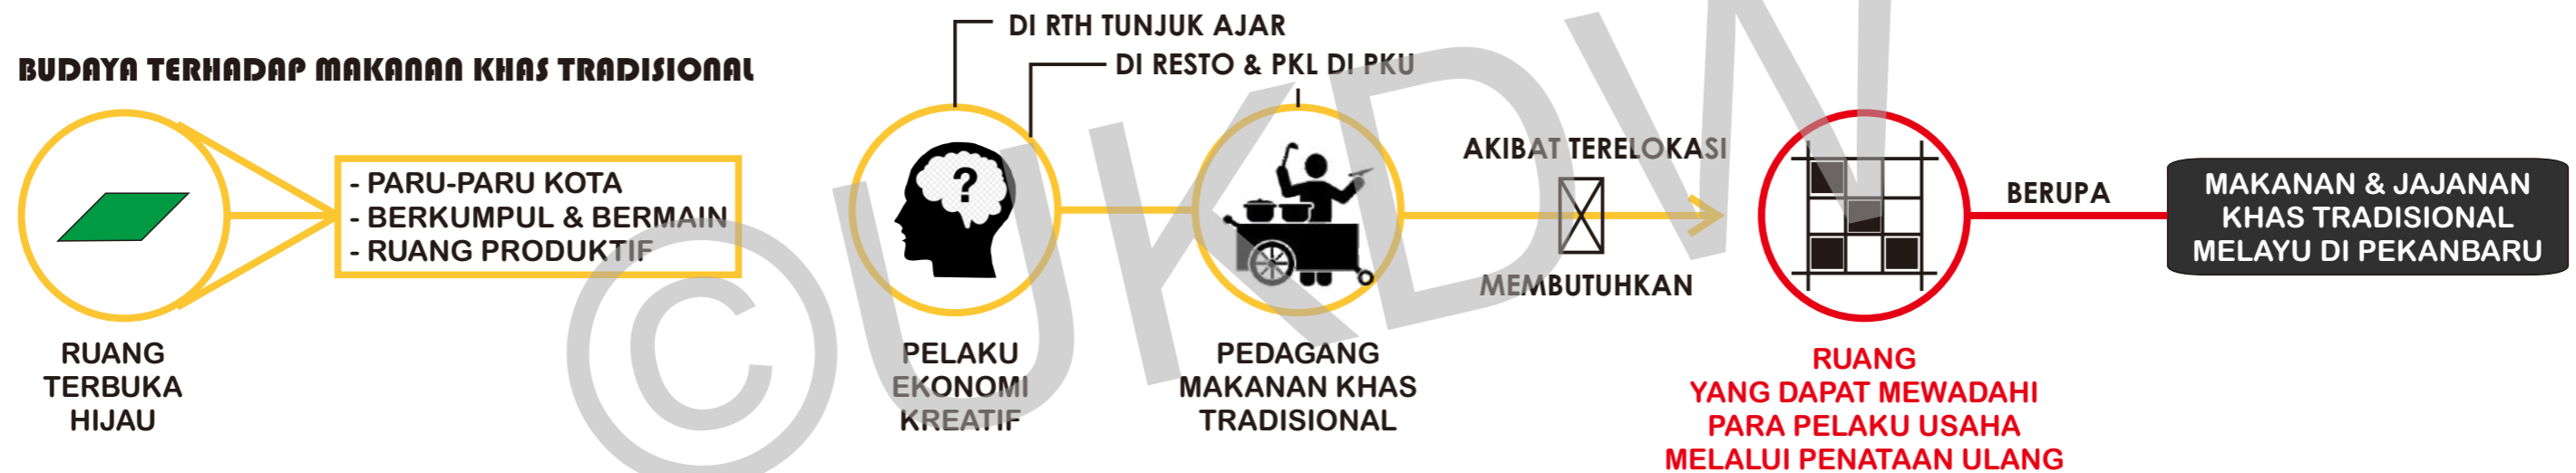 BUDAYA TERHADAP MAKANAN KHAS TRADISIONAL
RUANG
TERBUKA
HIJAU
- PARU-PARU KOTA
- BERKUMPUL & BERMAIN
- RUANG PRODUKTIF
DI RTH TUNJUK AJAR
DI RESTO & PKL DI PKU
?
PELAKU
EKONOMI
KREATIF
PEDAGANG
MAKANAN KHAS
TRADISIONAL
AKIBAT TERELOKASI
MEMBUTUHKAN
RUANG
YANG DAPAT MEWADAHI
PARA PELAKU USAHA
MELALUI PENATAAN ULANG
BERUPA
MAKANAN & JAJANAN
KHAS TRADISIONAL
MELAYU DI PEKANBARU
©UKDW